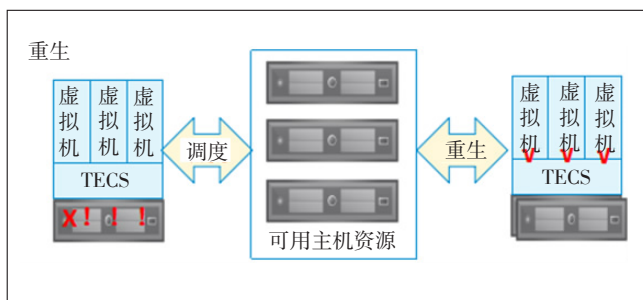 重生
虚拟机 虚拟机 虚拟机
TECS
X！！！
调度
可用主机资源
重生
虚拟机 虚拟机 虚拟机
V V V
TECS